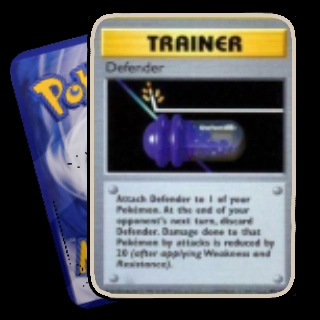 TRAINER
Defender
Attach Defender to 1 of your
Pokémon. At the end of your
opponent's next turn, discard
Defender. Damage done to that
Pokémon by attacks is reduced by
20 (after applying Weakness and
Resistance).
Pok